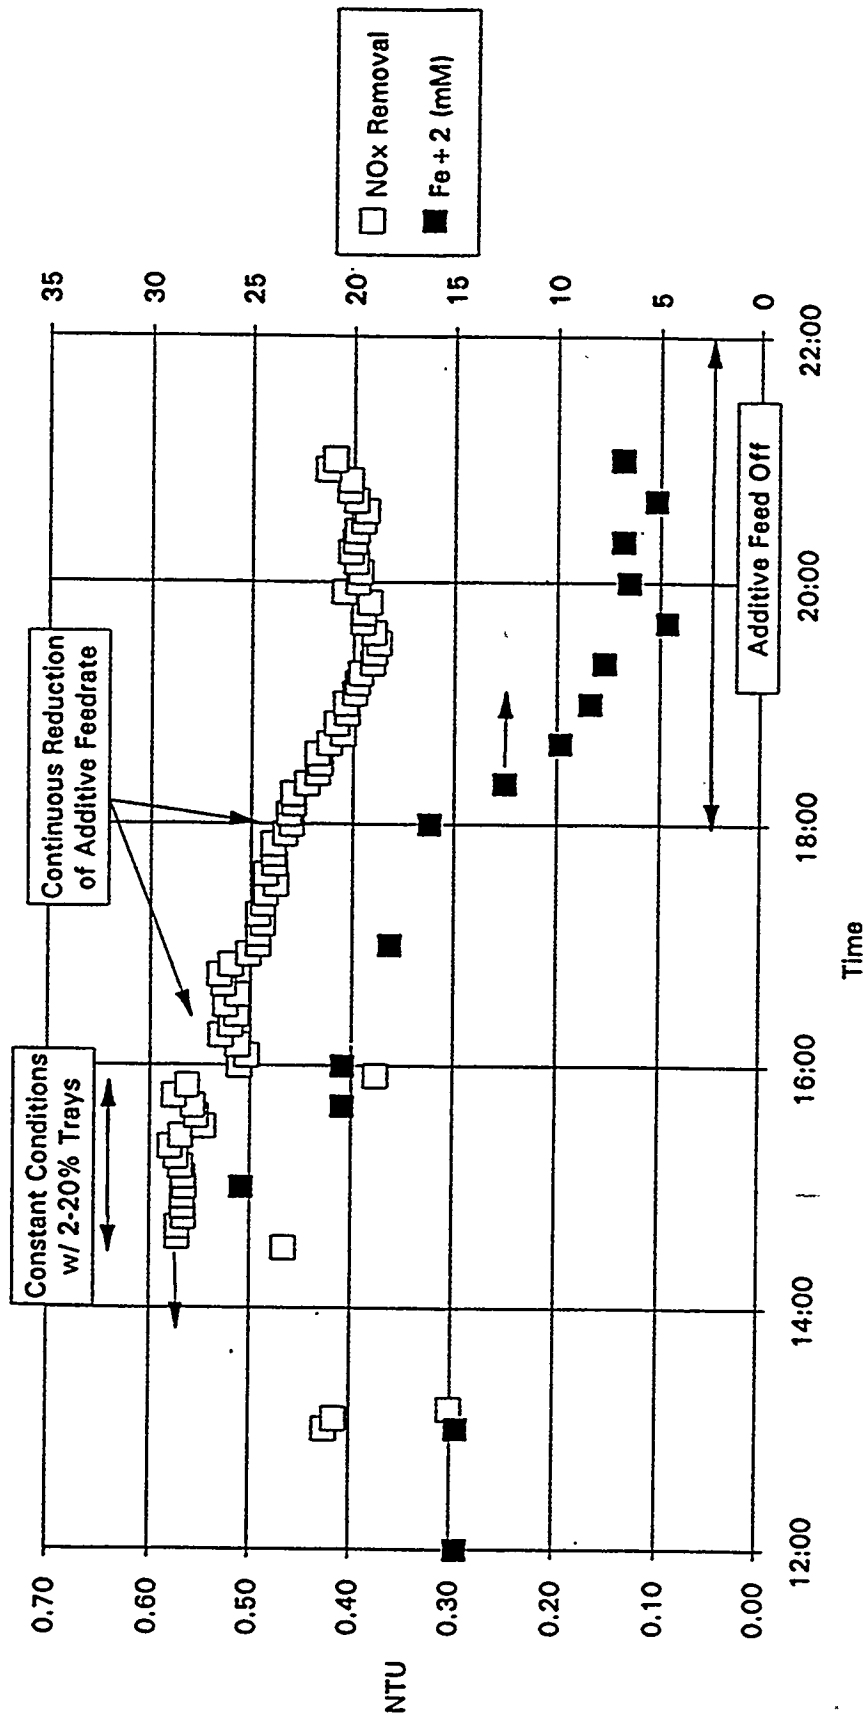 Constant Conditions
w/ 2-20% Trays
Continuous Reduction
of Additive Feedrate
NOx Removal
Fe+2 (mM)
Additive Feed Off
NTU
0.70
0.60
0.50
0.40
0.30
0.20
0.10
0.00
35
30
25
20
15
10
5
0
12:00
14:00
16:00
18:00
20:00
22:00
Time